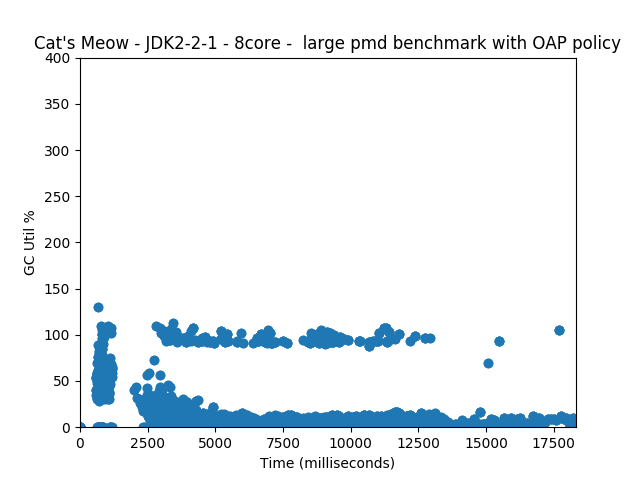 Cat's Meow - JDK2-2-1 - 8core -  large pmd benchmark with OAP policy
400
350
300
250
200
150
100
50
0
GC Util %
0 2500 5000 7500 10000 12500 15000 17500
Time (milliseconds)